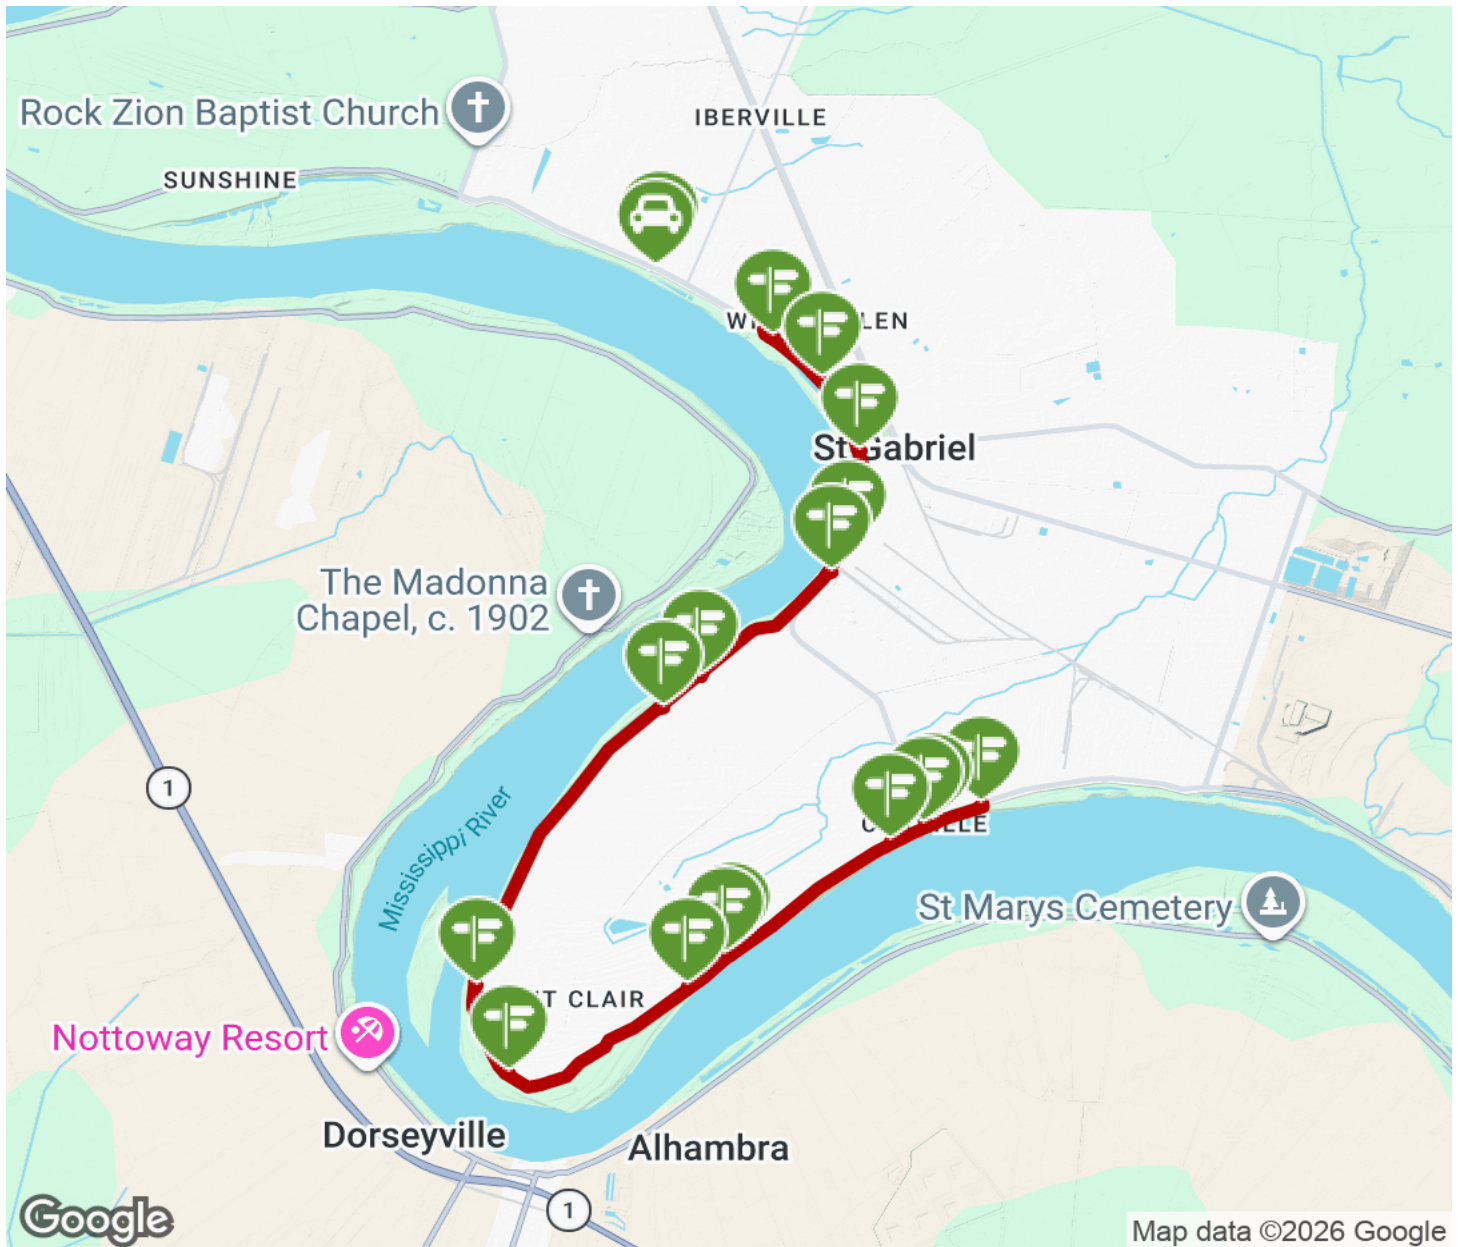 IBERVILLE
Rock Zion Baptist Church
SUNSHINE
LEN
St Gabriel
The Madonna
Chapel, c. 1902
1
Mississippi River
St Marys Cemetery
T CLAIR
Nottoway Resort
Dorseyville
Alhambra
1
Google
Map data ©2026 Google